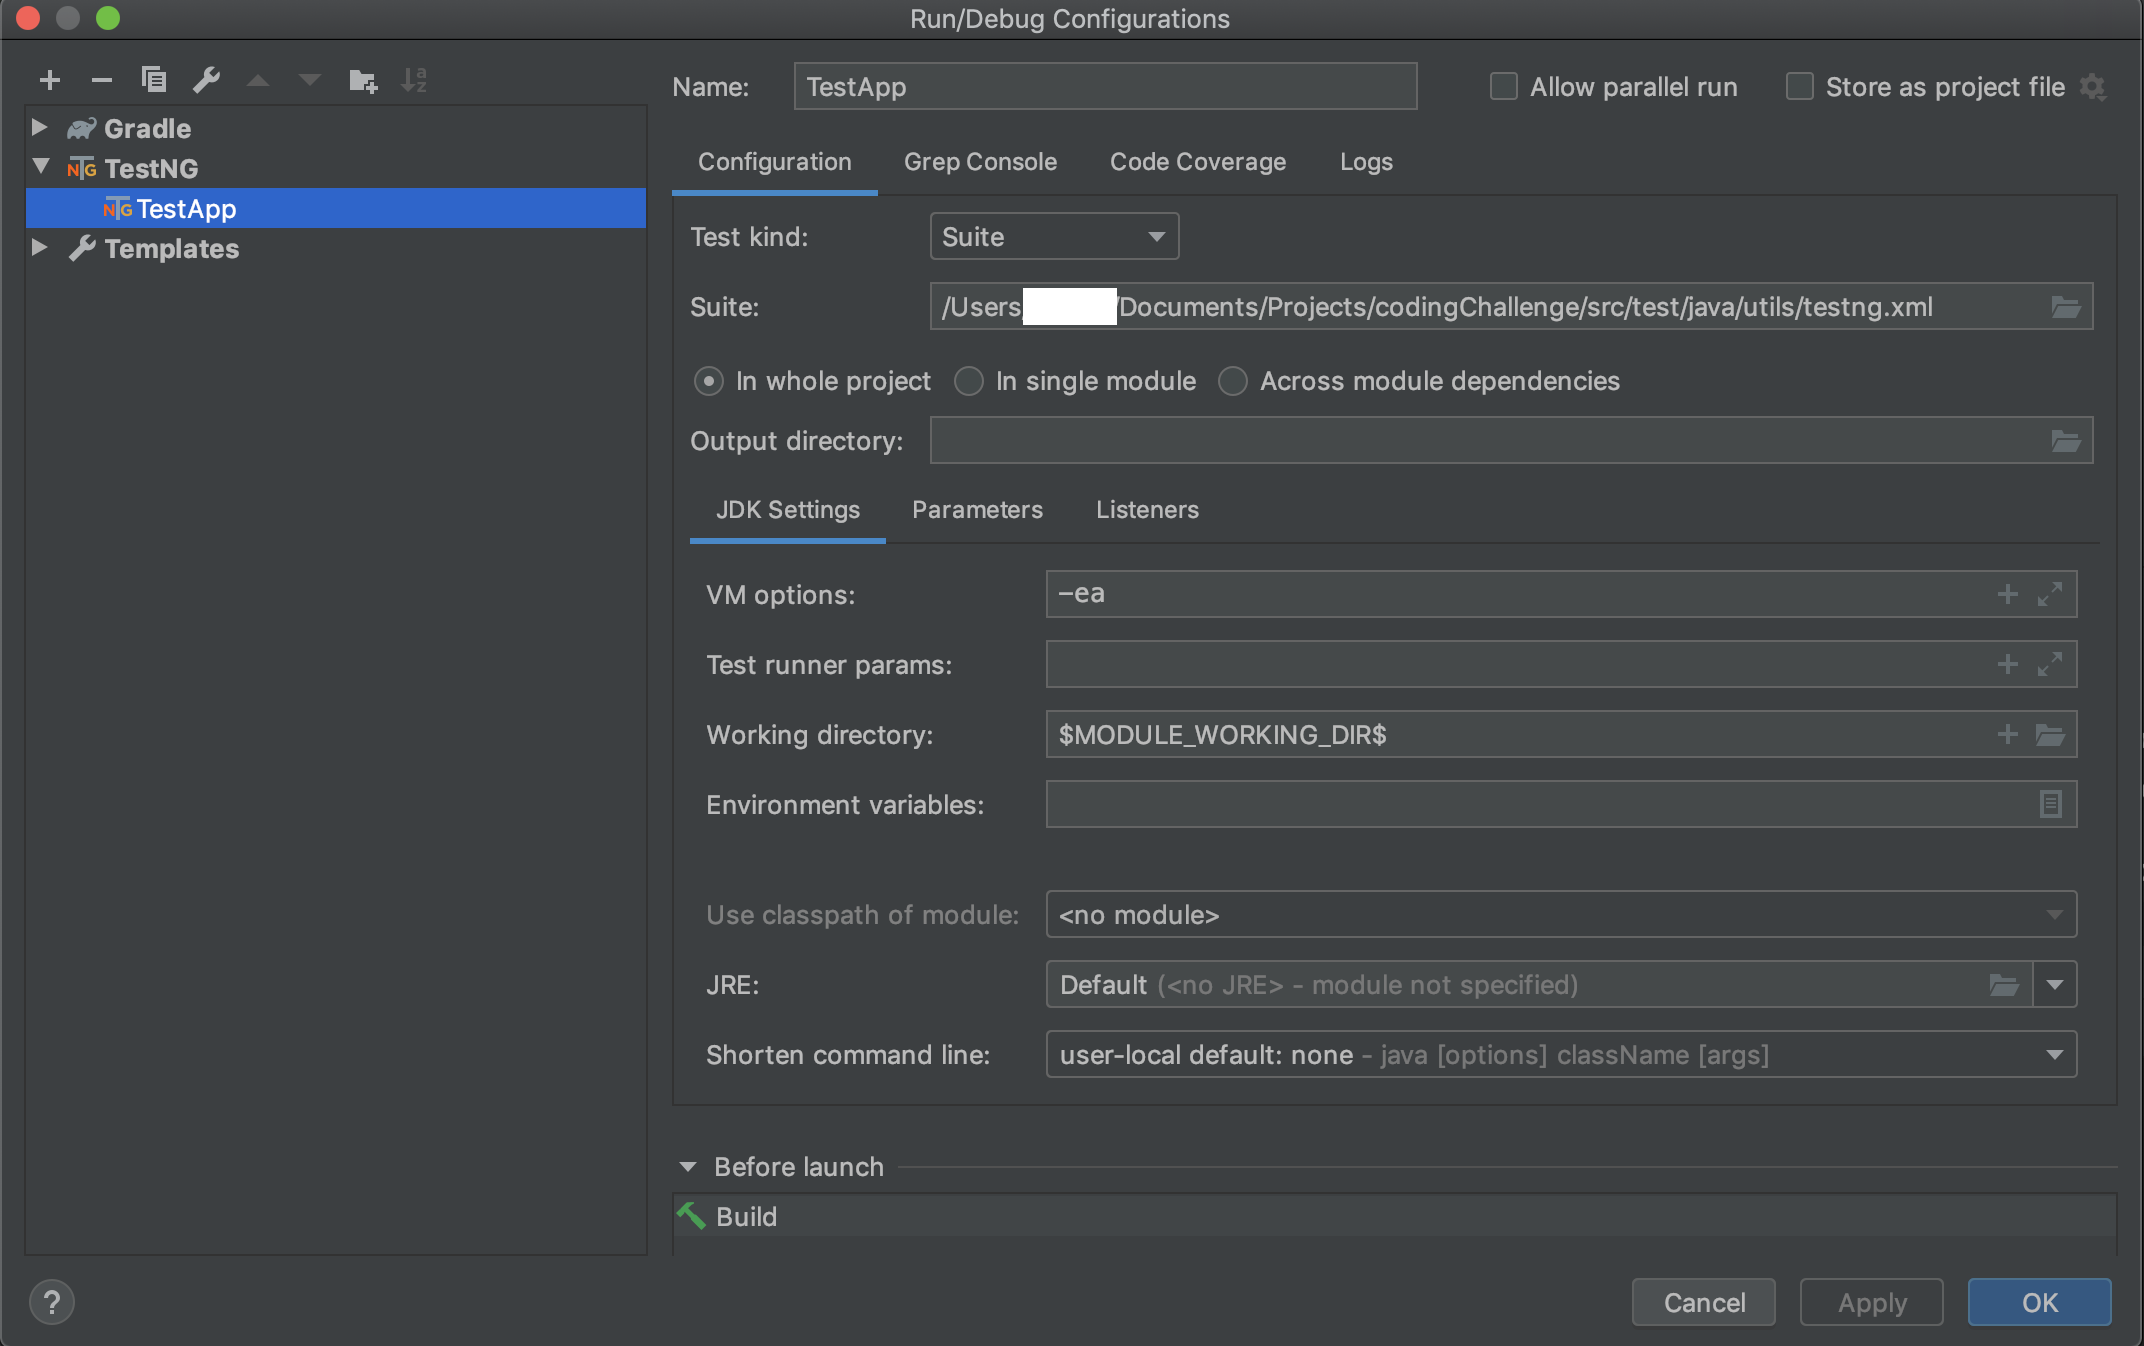 Run/Debug Configurations
Name: TestApp Allow parallel run Store as project file
Gradle
NTG TestNG
NTG TestApp
Templates
Configuration Grep Console Code Coverage Logs
Test kind: Suite
Suite: /Users /Documents/Projects/codingChallenge/src/test/java/utils/testng.xml
In whole project In single module Across module dependencies
Output directory:
JDK Settings Parameters Listeners
VM options: -ea
Test runner params:
Working directory: $MODULE_WORKING_DIR$
Environment variables:
Use classpath of module: <no module>
JRE: Default (<no JRE> - module not specified)
Shorten command line: user-local default: none - java [options] className [args]
Before launch
Build
? Cancel Apply OK